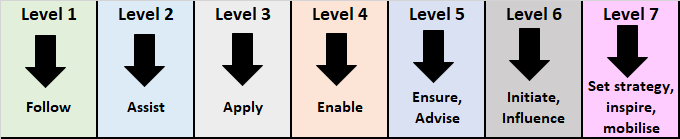 Level 1 Level 2 Level 3 Level 4 Level 5 Level 6 Level 7
Follow Assist Apply Enable Ensure, Advise Initiate, Influence Set strategy, inspire, mobilise